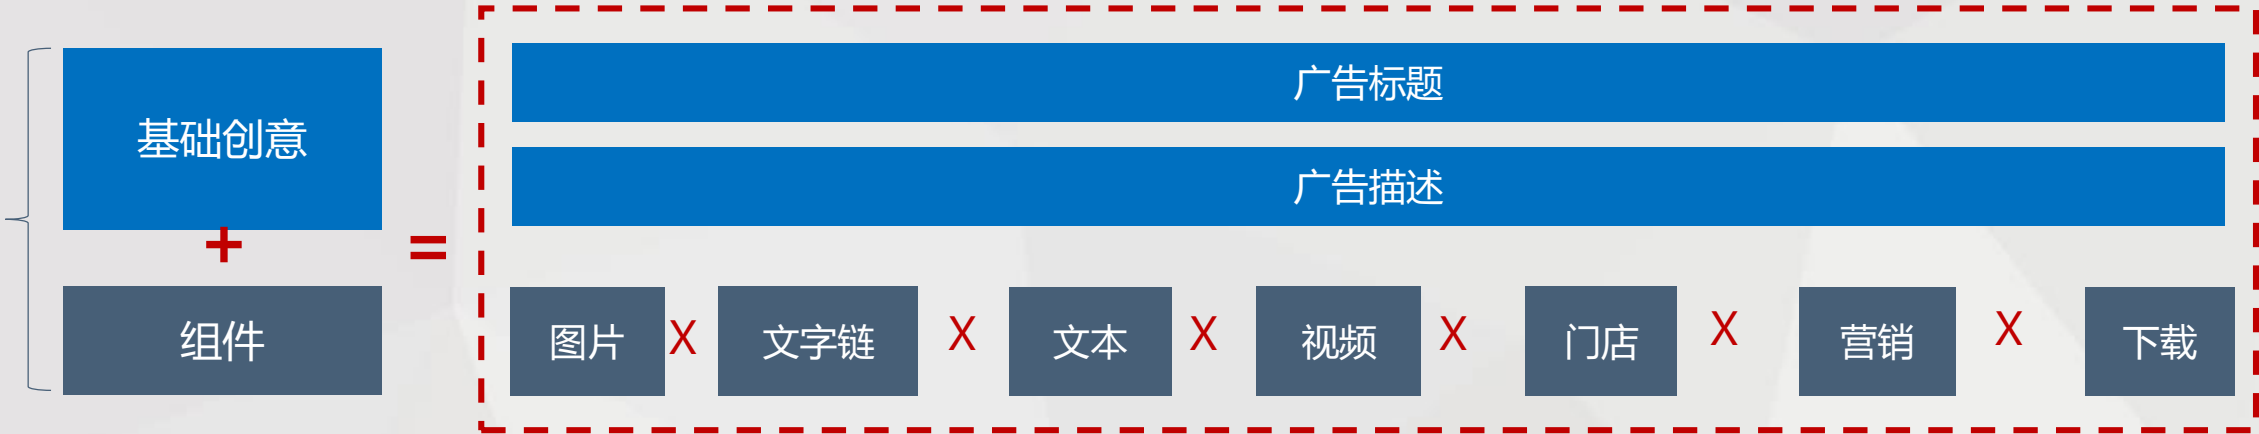 基础创意
+
组件
=
广告标题
广告描述
图片 X 文字链 X 文本 X 视频 X 门店 X 营销 X 下载